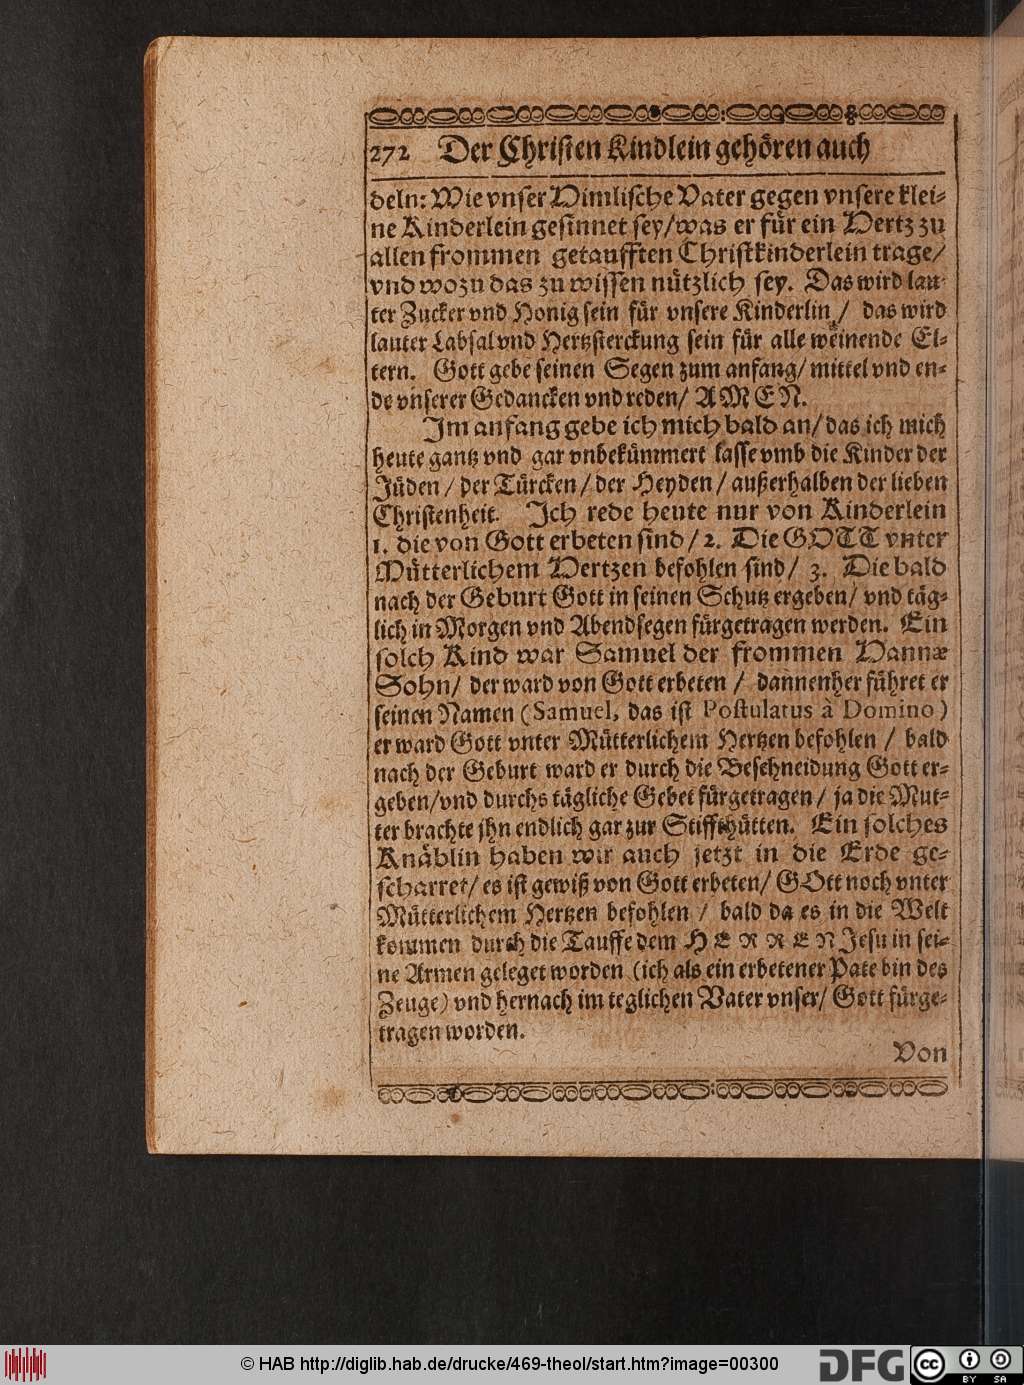 272 Der Chriſten Kindlein gehören auch
deln: Wie vnſer Himliſche Vater gegen vnſere klei-
ne Kinderlein geſinnet ſey/ was er für ein Hertz zu
allen frommen getaufften Chriſtkinderlein trage/
vnd wozu das zu wiſſen nützlich ſey. Das wird lau-
ter Zucker vnd Honig ſein für vnſere Kinderlin/ das wird
lauter Labſal vnd Hertzſterckung ſein für alle weinende El-
tern. Gott gebe ſeinen Segen zum anfang/ mittel vnd en-
de vnſerer Gedancken vnd reden/ AMEN.
Im anfang gebe ich mich bald an/ das ich mich
heute gantz vnd gar vnbekümmert laſſe vmb die Kinder der
Jüden/ der Türcken/ der Heyden/ außerhalben der lieben
Chriſtenheit. Ich rede heute nur von Kinderlein
1. die von Gott erbeten ſind/ 2. Die GOTT vnter
Mütterlichem Hertzen befohlen ſind/ 3. Die bald
nach der Geburt Gott in ſeinen Schutz ergeben/ vnd täg-
lich in Morgen vnd Abendſegen fürgetragen werden. Ein
ſolch Kind war Samuel der frommen Hannæ
Sohn/ der ward von Gott erbeten/ dannenher führet er
ſeinen Namen (Samuel, das iſt Poſtulatus à Domino)
er ward Gott vnter Mütterlichem Hertzen befohlen/ bald
nach der Geburt ward er durch die Beſchneidung Gott er-
geben/ vnd durchs tägliche Gebet fürgetragen/ ja die Mut-
ter brachte jhn endlich gar zur Stifftshütten. Ein ſolches
Knäblin haben wir auch jetzt in die Erde ge-
ſcharret/ es iſt gewiß von Gott erbeten/ GOtt noch vnter
Mütterlichem Hertzen befohlen/ bald da es in die Welt
kommen durch die Tauffe dem HERREN Jeſu in ſei-
ne Armen geleget worden (ich als ein erbetener Pate bin des
Zeuge) vnd hernach im teglichen Vater vnſer/ Gott fürge-
tragen worden.
Von
© HAB http://diglib.hab.de/drucke/469-theol/start.htm?image=00300
DFG
cc BY SA